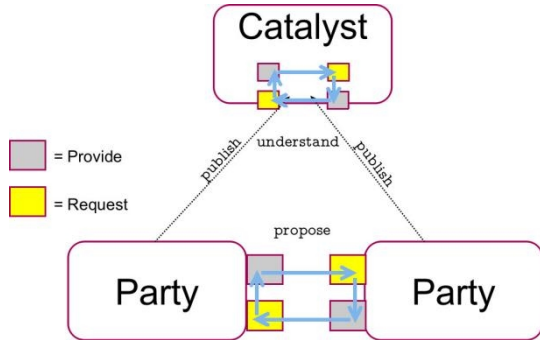 Catalyst
publish
understand
publish
= Provide
= Request
propose
Party
Party